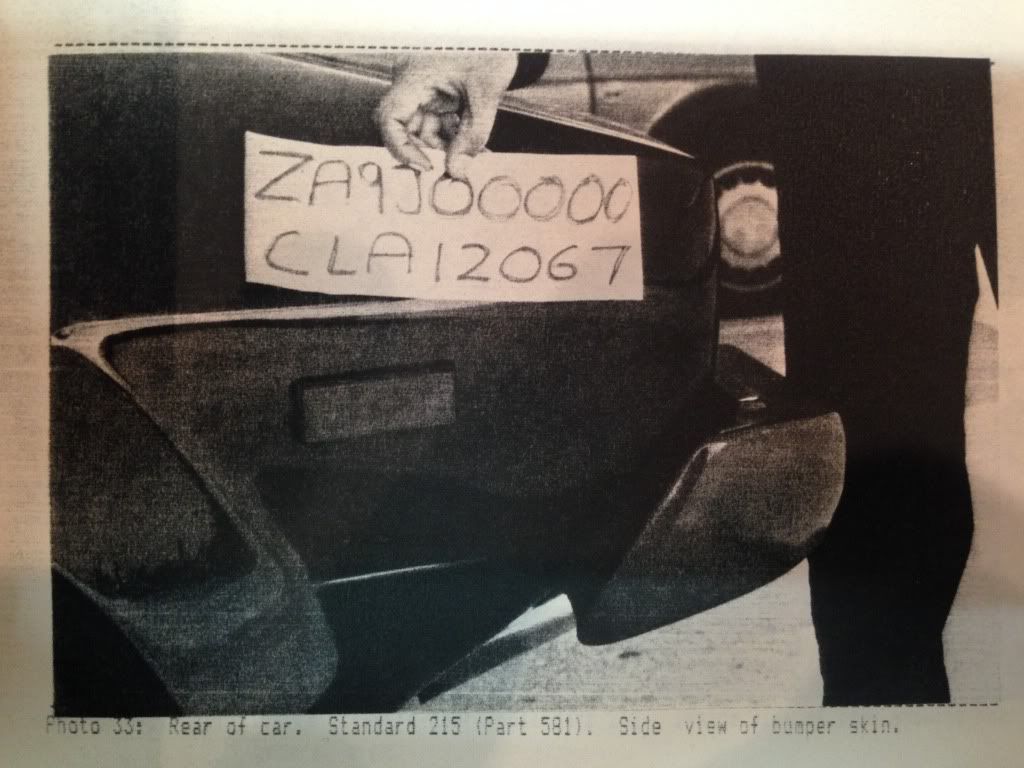 ZA9J00000
CLA12067
Photo 33: Rear of car. Standard 215 (Part 581). Side view of bumper skin.